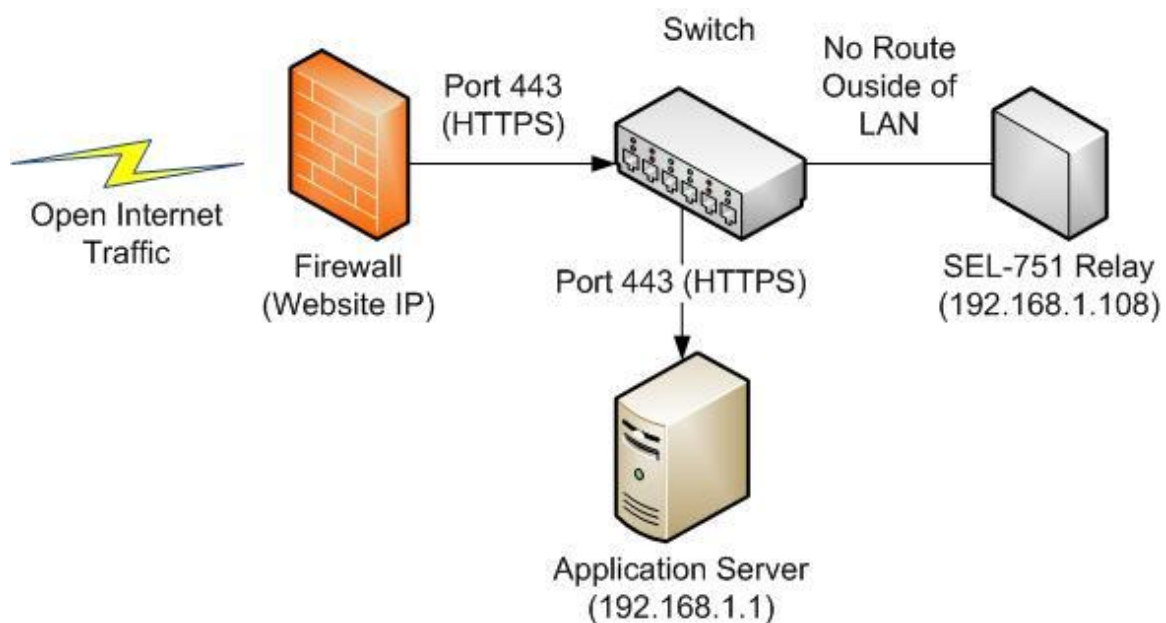 Switch
No Route
Ouside of
LAN
Port 443
(HTTPS)
Open Internet
Traffic
Firewall
(Website IP)
SEL-751 Relay
(192.168.1.108)
Port 443 (HTTPS)
Application Server
(192.168.1.1)